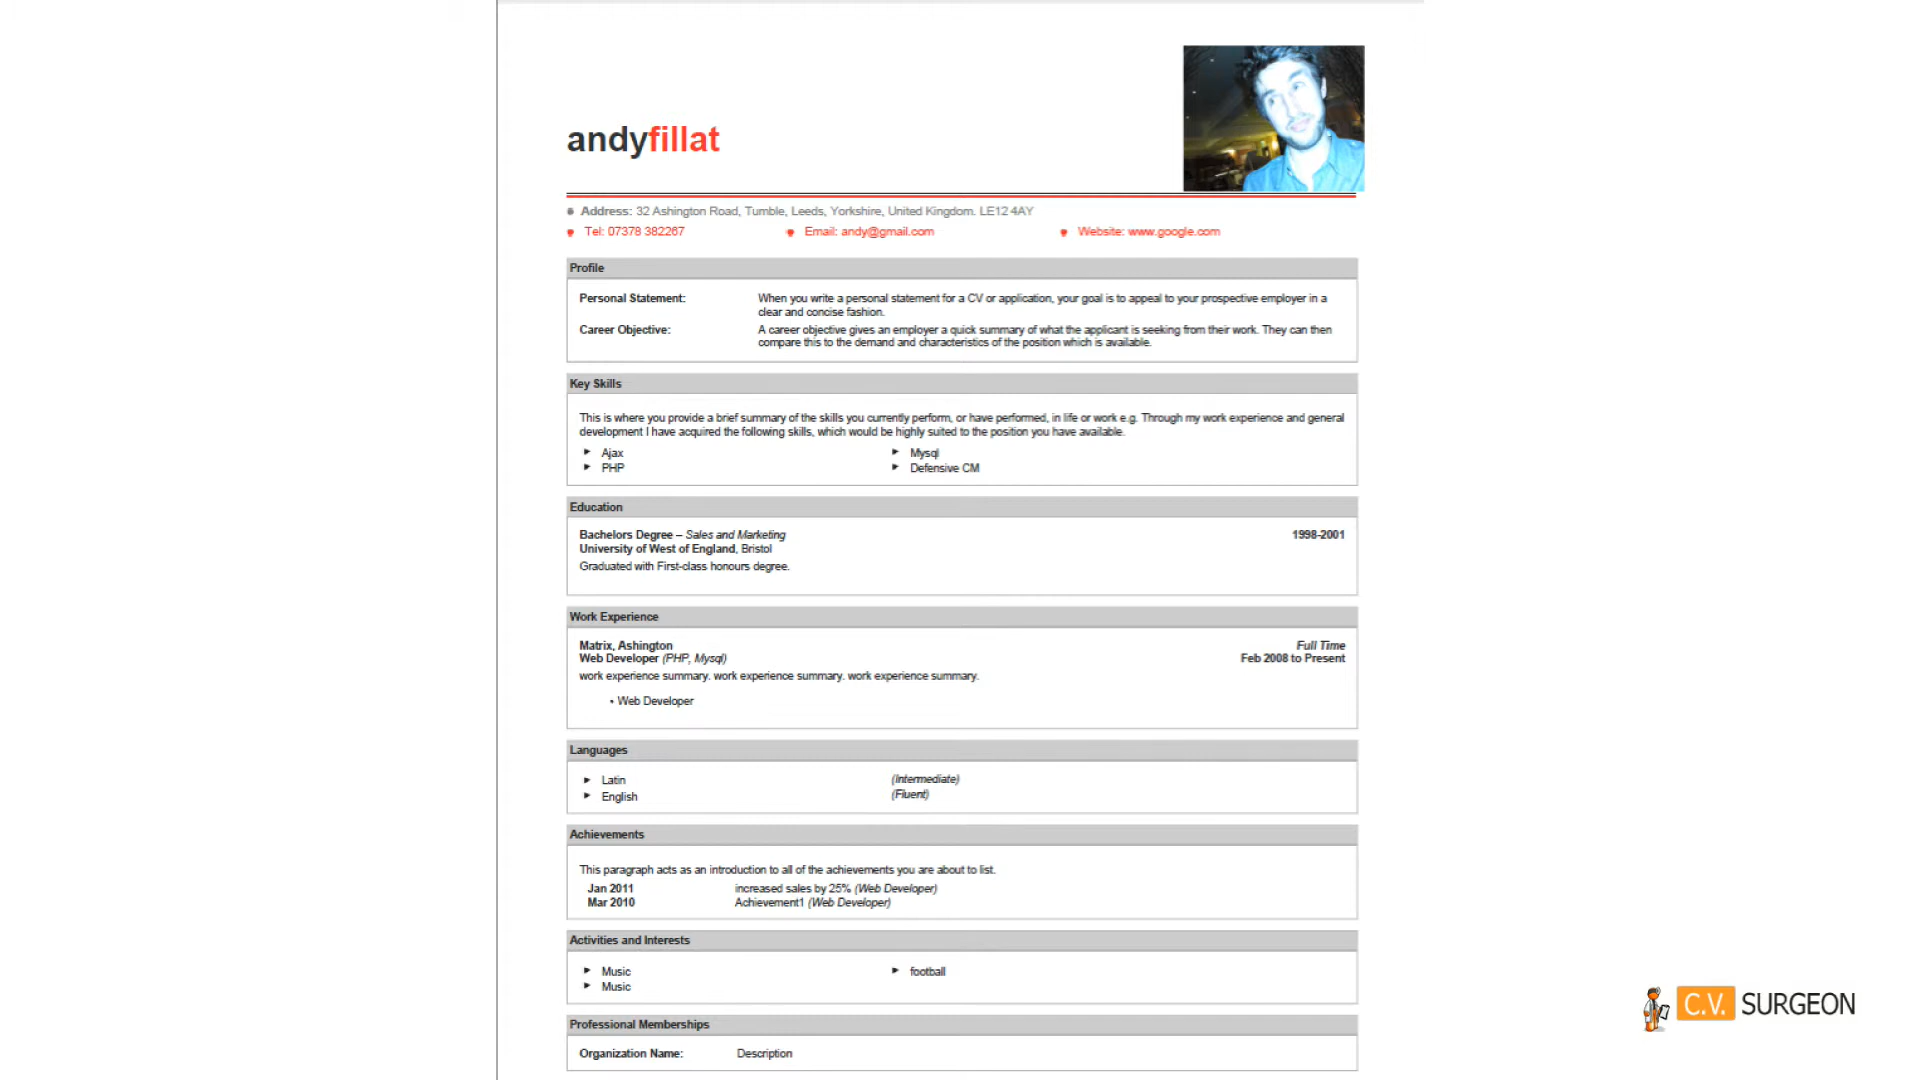 andyfillat
Address: 32 Ashington Road, Tumble, Leeds, Yorkshire, United Kingdom. LE12 4AY
Tel: 07378 382267 Email: andy@gmail.com Website: www.google.com
Profile
Personal Statement: When you write a personal statement for a CV or application, your goal is to appeal to your prospective employer in a
clear and concise fashion.
Career Objective: A career objective gives an employer a quick summary of what the applicant is seeking from their work. They can then
compare this to the demand and characteristics of the position which is available.
Key Skills
This is where you provide a brief summary of the skills you currently perform, or have performed, in life or work e.g. Through my work experience and general
development I have acquired the following skills, which would be highly suited to the position you have available.
Ajax Mysql
PHP Defensive CM
Education
Bachelors Degree – Sales and Marketing 1998-2001
University of West of England, Bristol
Graduated with First-class honours degree.
Work Experience
Matrix, Ashington Full Time
Web Developer (PHP, Mysql) Feb 2008 to Present
work experience summary. work experience summary. work experience summary.
• Web Developer
Languages
Latin (Intermediate)
English (Fluent)
Achievements
This paragraph acts as an introduction to all of the achievements you are about to list.
Jan 2011 increased sales by 25% (Web Developer)
Mar 2010 Achievement1 (Web Developer)
Activities and Interests
Music football
Music
Professional Memberships
Organization Name: Description
C.V. SURGEON